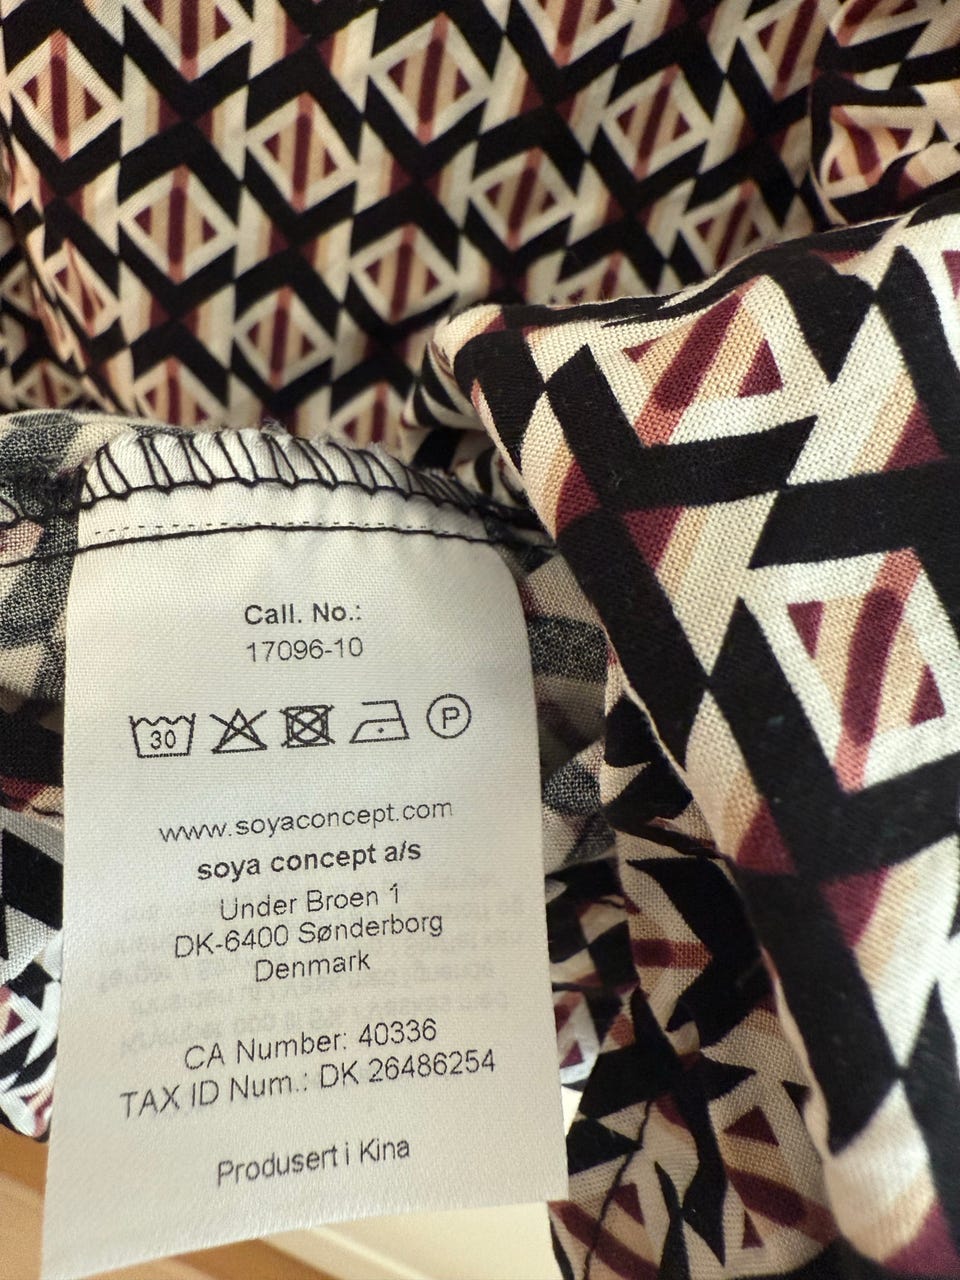 Call. No.:
17096-10
30 P
www.soyaconcept.com
soya concept a/s
Under Broen 1
DK-6400 Sønderborg
Denmark
CA Number: 40336
TAX ID Num.: DK 26486254
Produsert i Kina